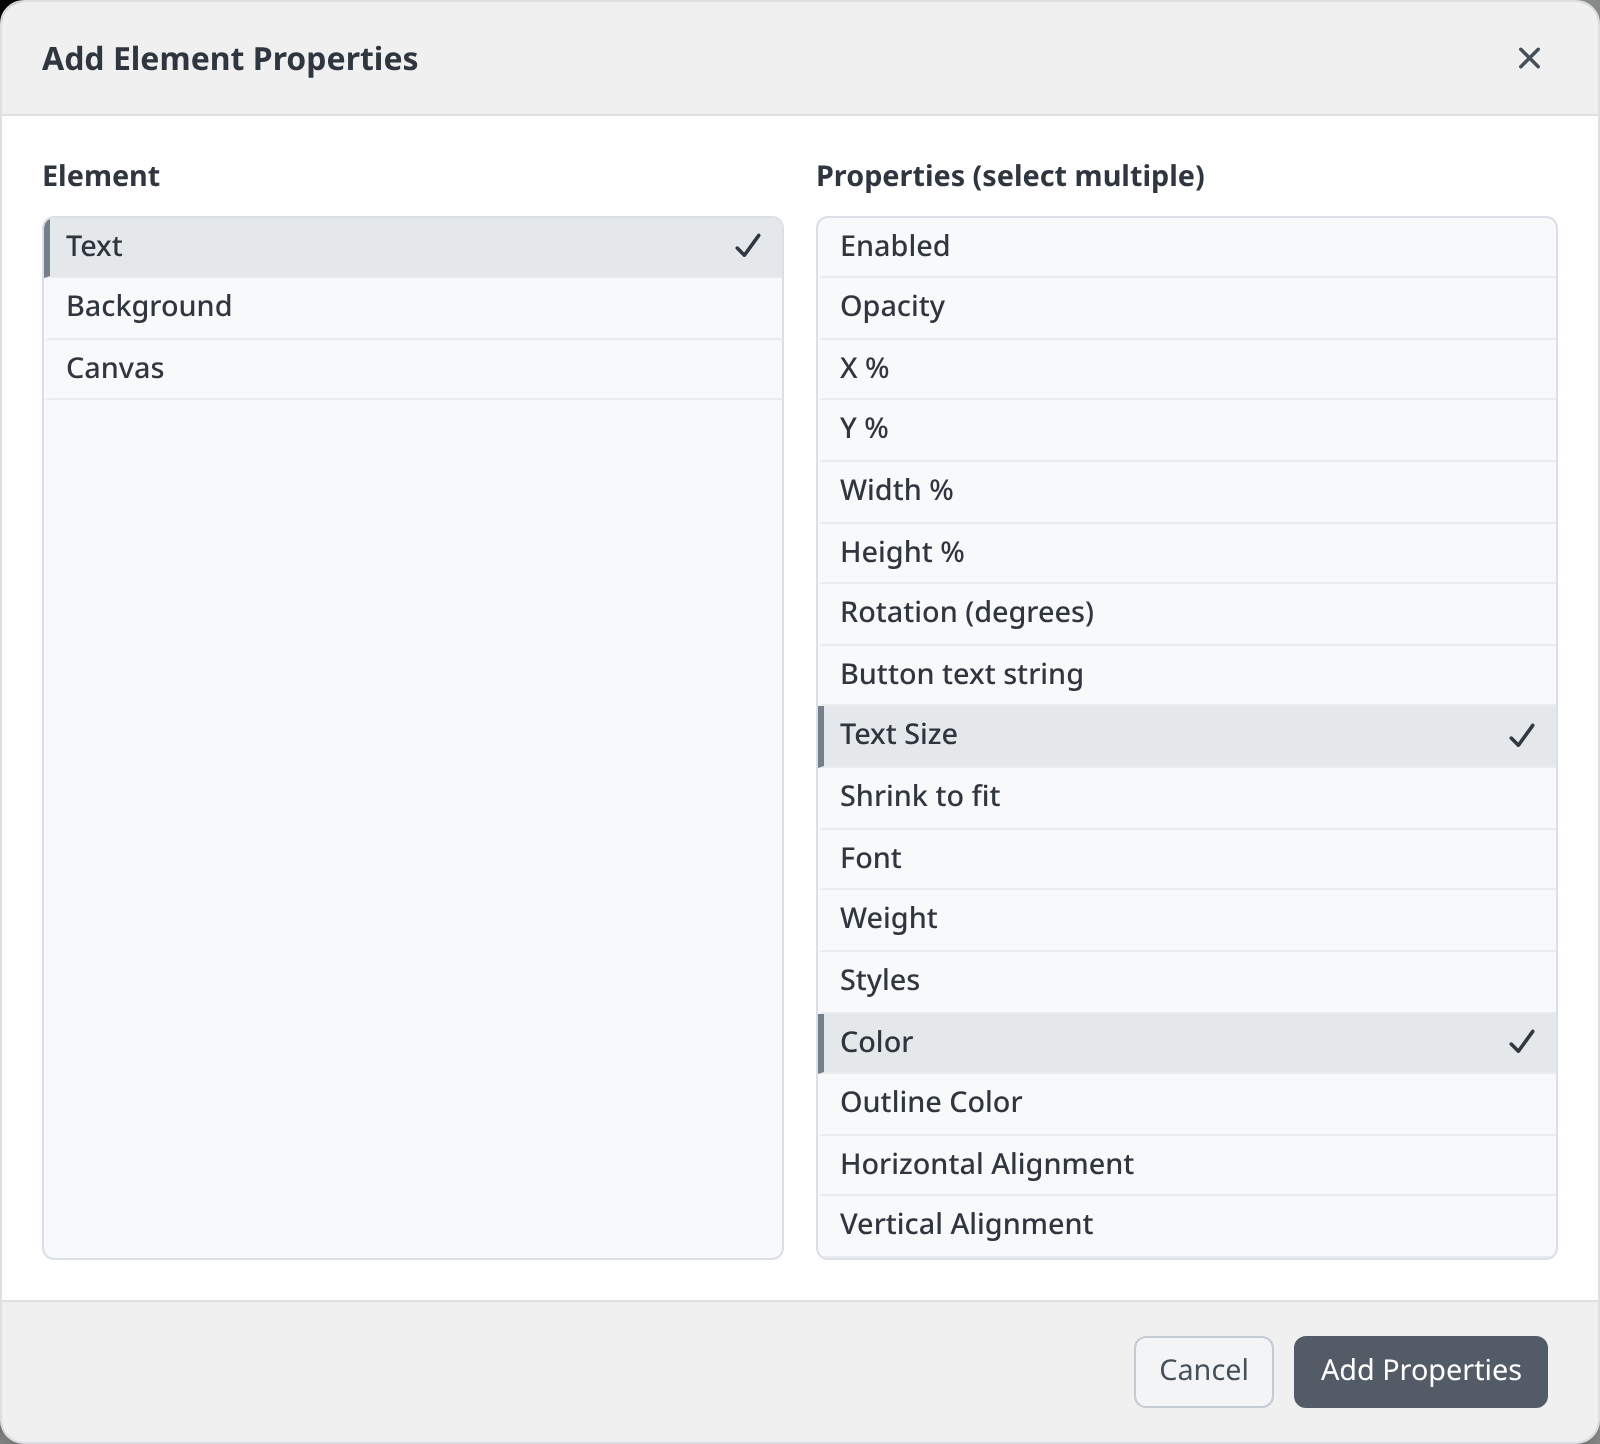 Add Element Properties
Element
Text
Background
Canvas
Properties (select multiple)
Enabled
Opacity
X %
Y %
Width %
Height %
Rotation (degrees)
Button text string
Text Size
Shrink to fit
Font
Weight
Styles
Color
Outline Color
Horizontal Alignment
Vertical Alignment
Cancel
Add Properties